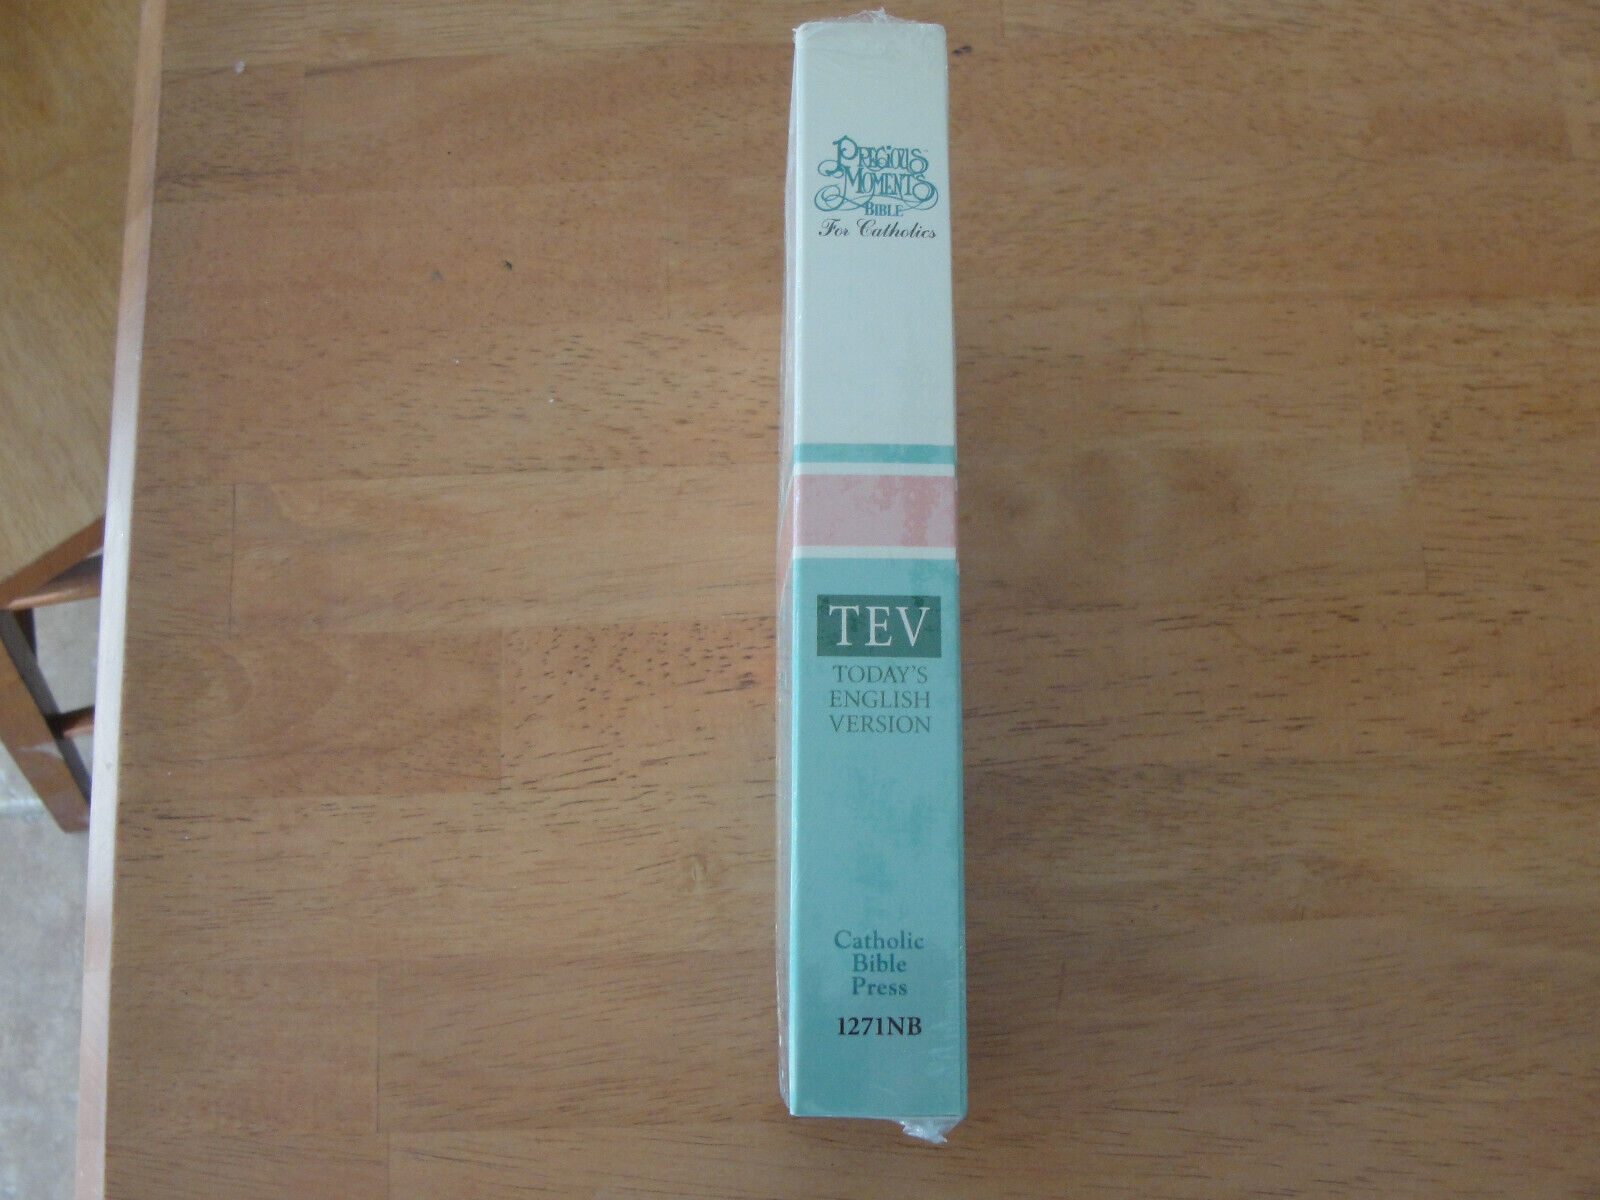 PRECIOUS
MOMENTS
BIBLE
For Catholics
TEV
TODAY'S
ENGLISH
VERSION
Catholic
Bible
Press
1271NB